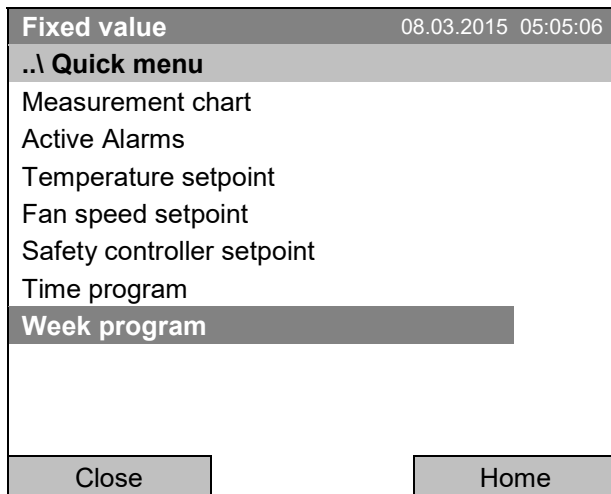 Fixed value 08.03.2015 05:05:06
..\ Quick menu
Measurement chart
Active Alarms
Temperature setpoint
Fan speed setpoint
Safety controller setpoint
Time program
Week program
Close Home